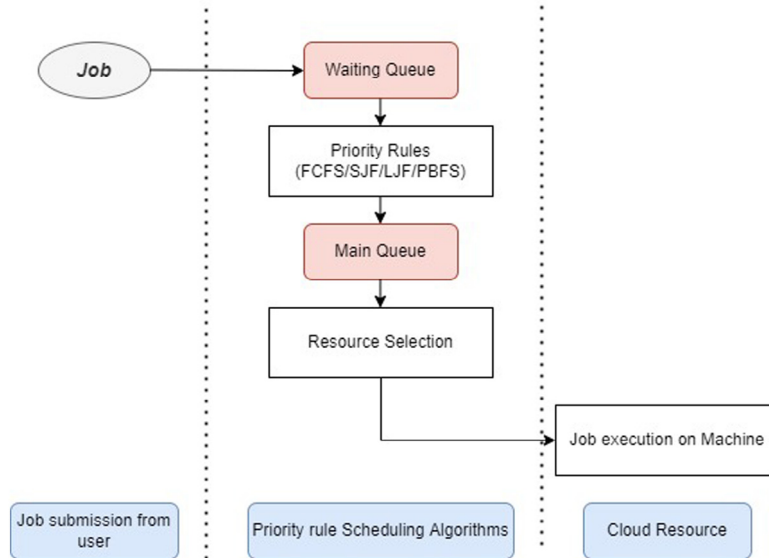 Job
Waiting Queue
Priority Rules
(FCFS/SJF/LJF/PBFS)
Main Queue
Resource Selection
Job execution on Machine
Job submission from
user
Priority rule Scheduling Algorithms
Cloud Resource